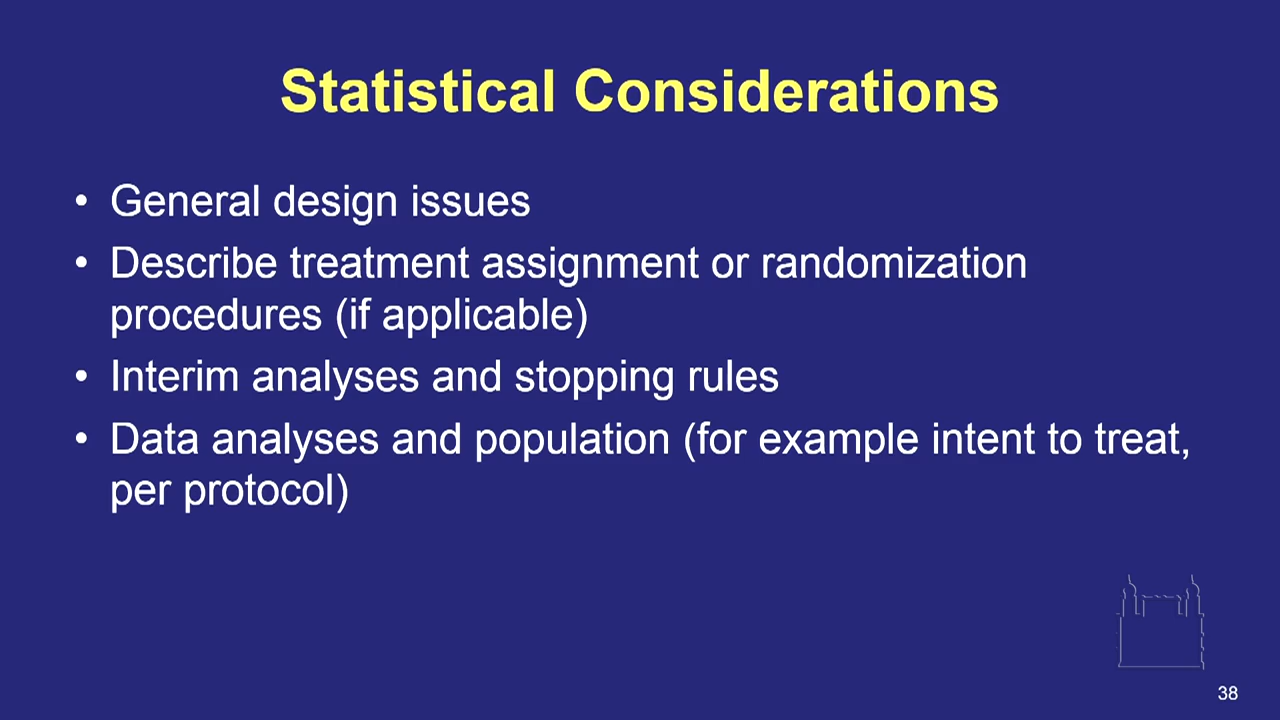 Statistical Considerations
• General design issues
• Describe treatment assignment or randomization
procedures (if applicable)
• Interim analyses and stopping rules
• Data analyses and population (for example intent to treat,
per protocol)
38